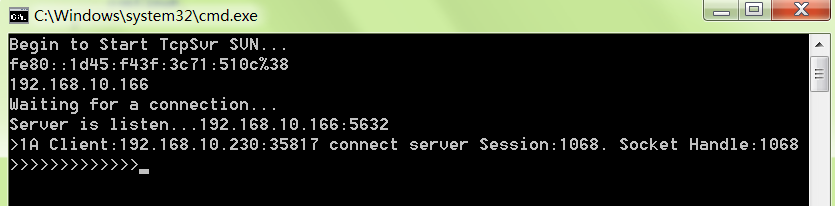 C:\Windows\system32\cmd.exe
Begin to Start TcpSvr SVN...
fe80::1d45:f43f:3c71:510c%38
192.168.10.166
Waiting for a connection...
Server is listen...192.168.10.166:5632
>1A Client:192.168.10.230:35817 connect server Session:1068. Socket Handle:1068
>>>>>>>>>>>>>_